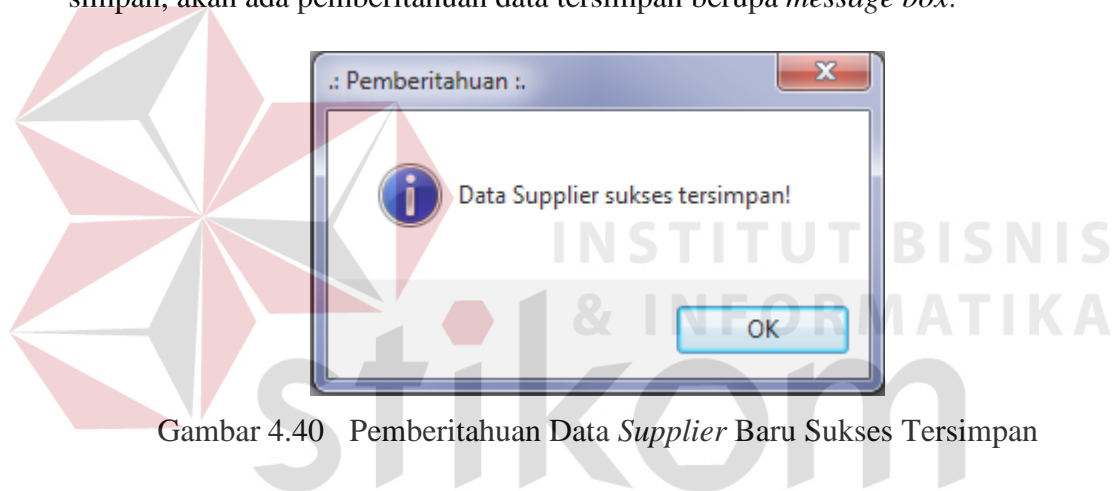 simpan, akan ada pemberitahuan data tersimpan berupa message box.
.: Pemberitahuan :.
Data Supplier sukses tersimpan!
INSTITUT BISNIS
& INFORMATIKA
OK
stikom
Gambar 4.40 Pemberitahuan Data Supplier Baru Sukses Tersimpan